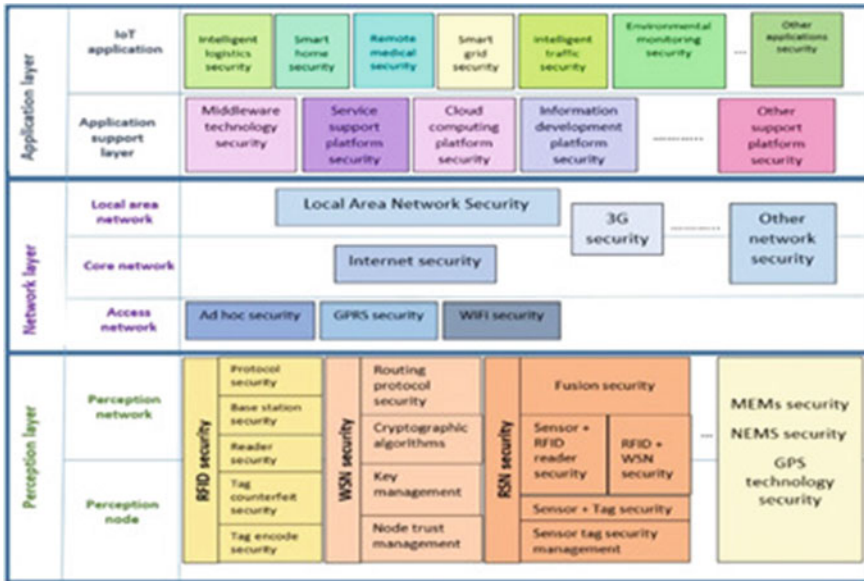 Application layer
IoT
application
Intelligent
logistics
security
Smart
home
security
Remote
medical
security
Smart
grid
security
Intelligent
traffic
security
Environmental
monitoring
security
...
Other
applications
security
Application
support
layer
Middleware
technology
security
Service
support
platform
security
Cloud
computing
platform
security
Information
development
platform
security
............
Other
support
platform
security
Network layer
Local area
network
Local Area Network Security
3G
security
............
Other
network
security
Core network
Internet security
Access
network
Ad hoc security
GPRS security
WIFI security
Perception layer
Perception
network
Perception
node
RFID security
Protocol
security
Base station
security
Reader
security
Tag
counterfeit
security
Tag encode
security
WSN security
Routing
protocol
security
Cryptographic
algorithms
Key
management
Node trust
management
RSN security
Fusion security
Sensor +
RFID
reader
security
RFID +
WSN
security
Sensor + Tag security
Sensor tag security
management
...
MEMs security
NEMS security
GPS
technology
security